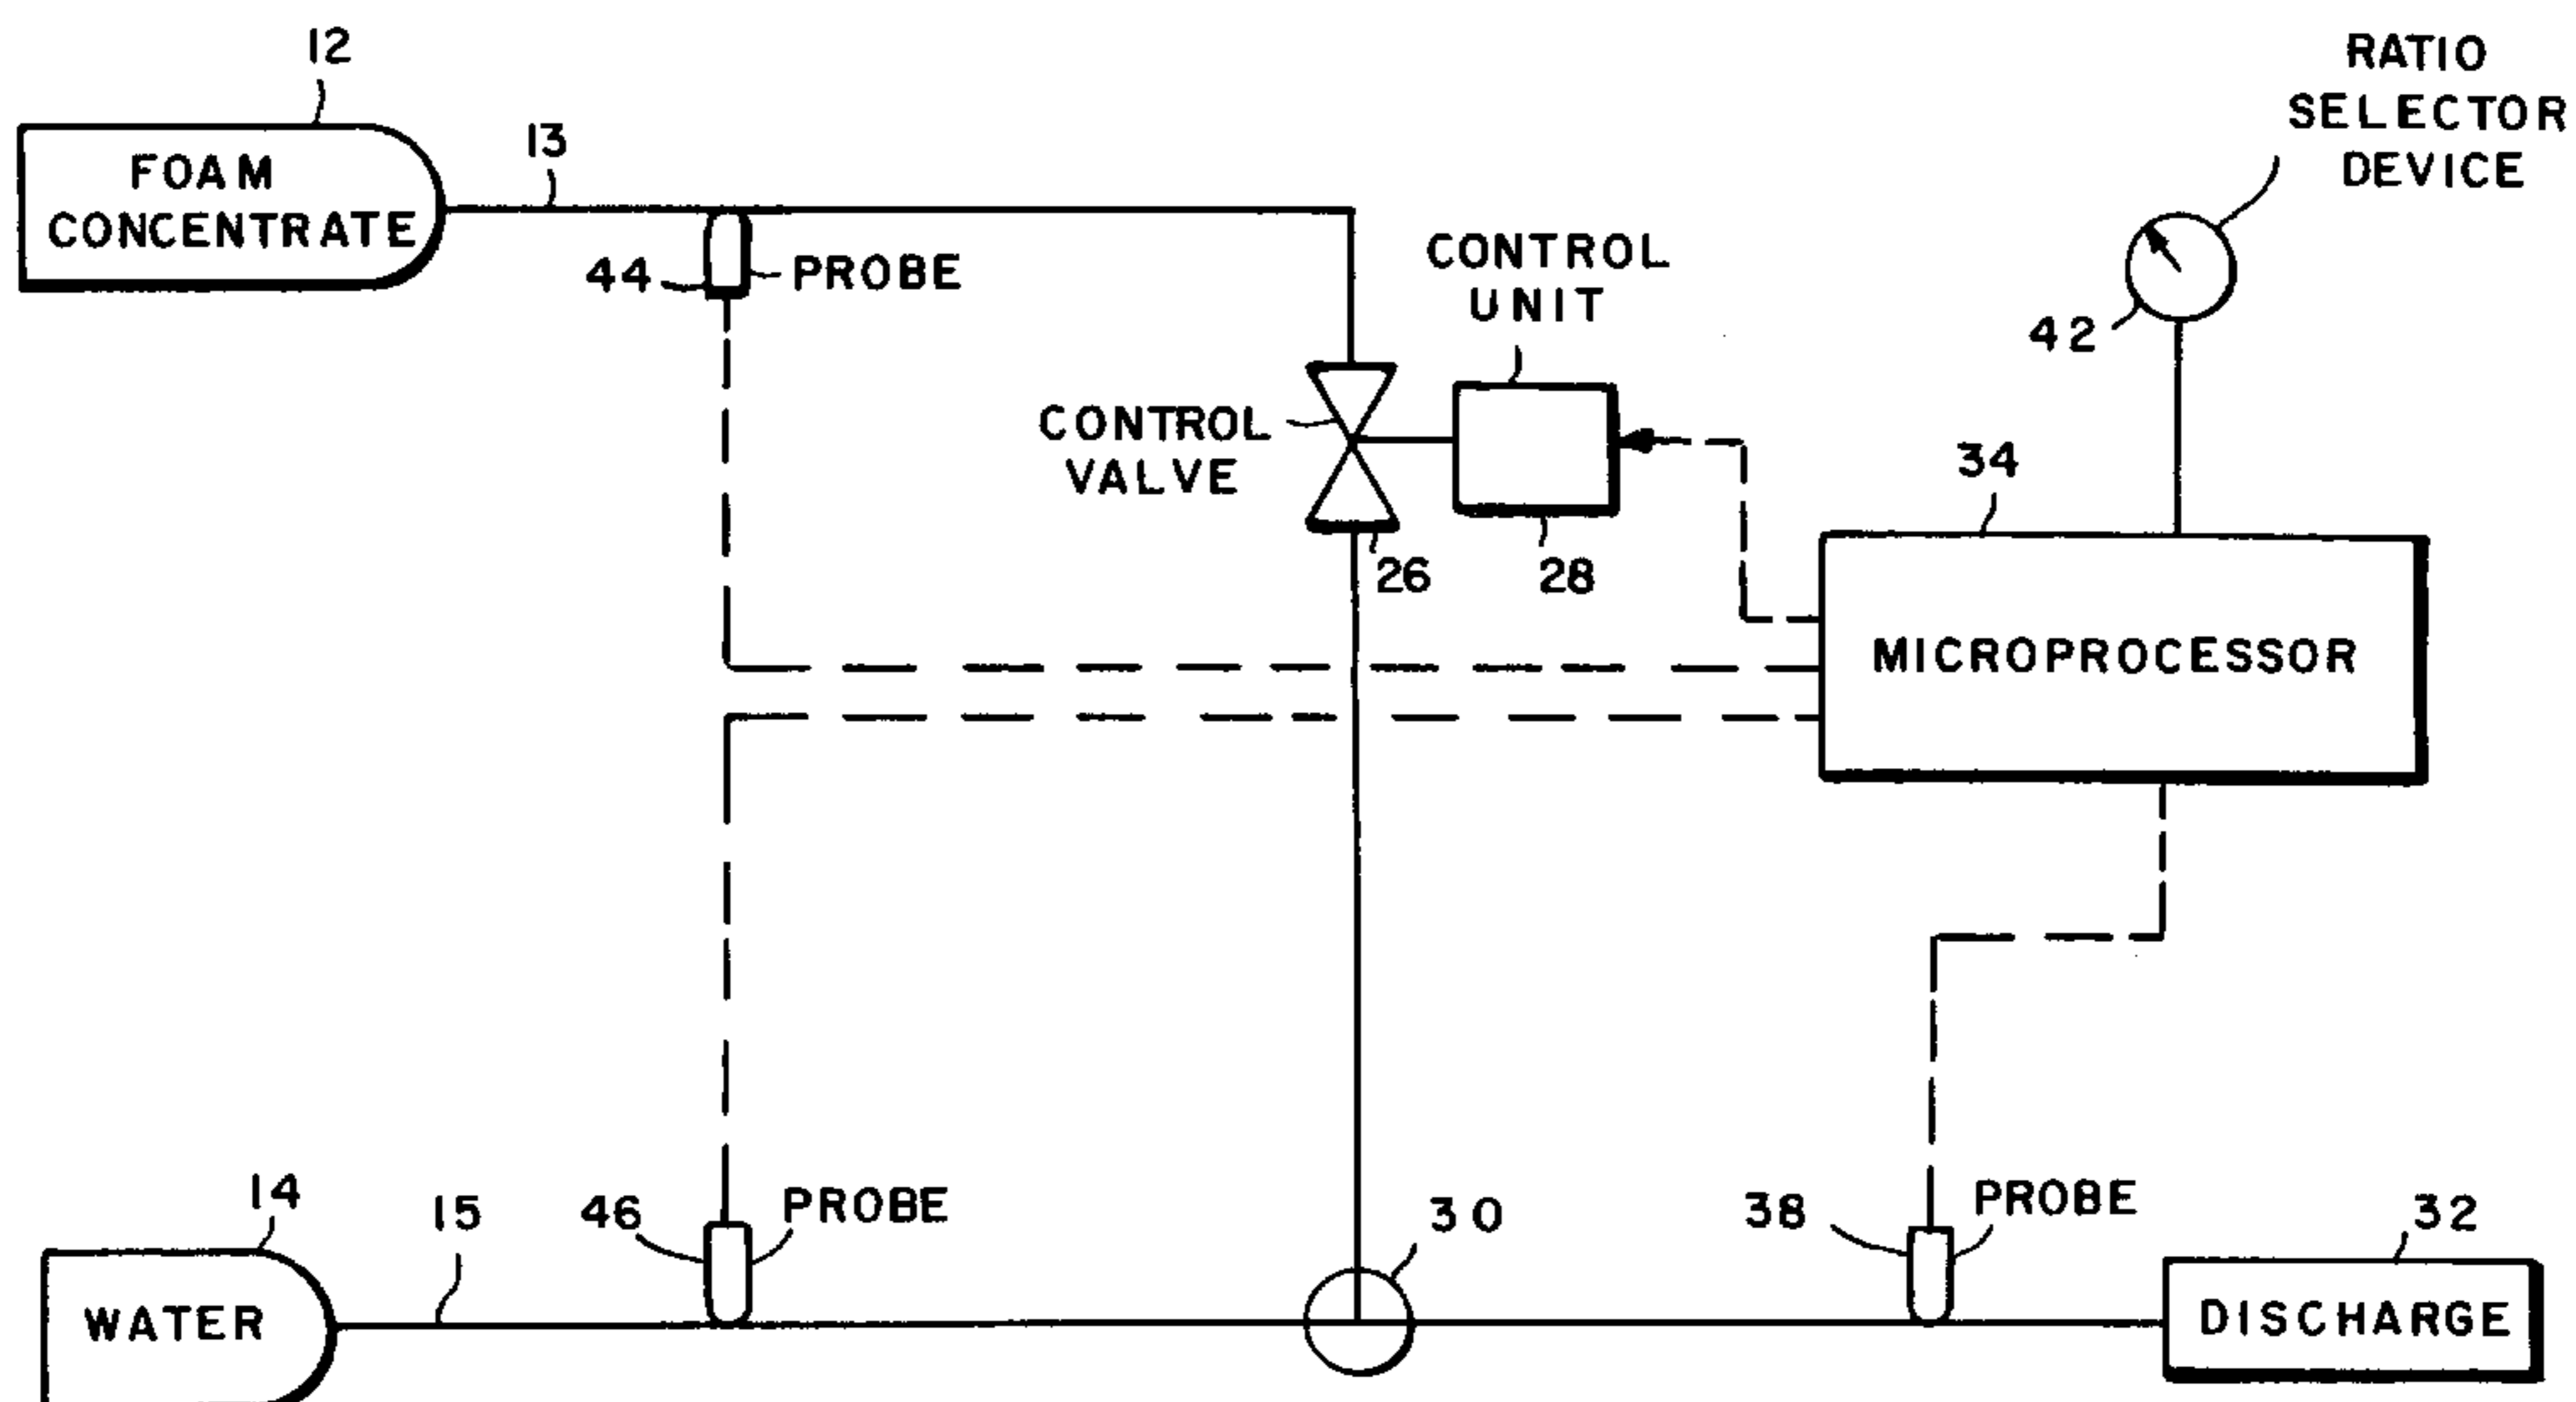 12
FOAM
CONCENTRATE
13
44
PROBE
CONTROL
UNIT
CONTROL
VALVE
26
28
RATIO
SELECTOR
DEVICE
42
34
MICROPROCESSOR
14
WATER
15
46
PROBE
30
38
PROBE
32
DISCHARGE